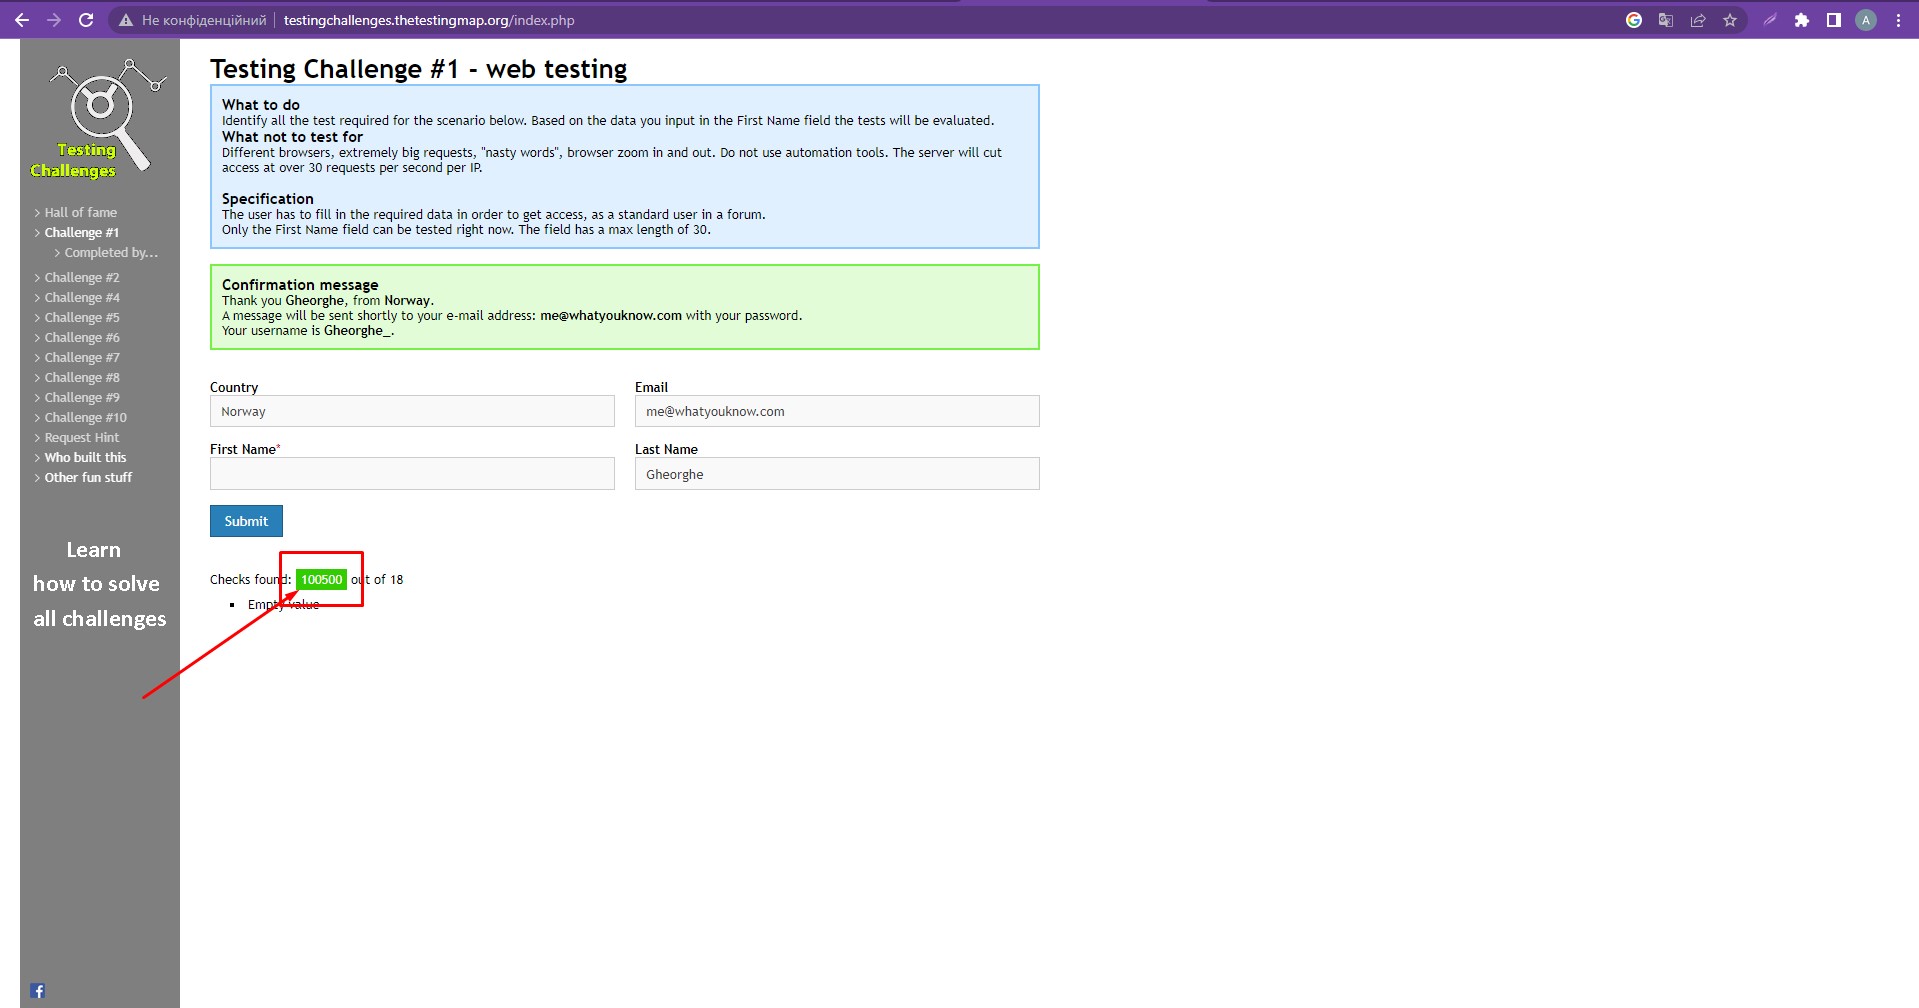 Не конфіденційний
testingchallenges.thetestingmap.org/index.php
A
Testing
Challenges
Hall of fame
Challenge #1
Completed by...
Challenge #2
Challenge #4
Challenge #5
Challenge #6
Challenge #7
Challenge #8
Challenge #9
Challenge #10
Request Hint
Who built this
Other fun stuff
Learn
how to solve
all challenges
Testing Challenge #1 - web testing
What to do
Identify all the test required for the scenario below. Based on the data you input in the First Name field the tests will be evaluated.
What not to test for
Different browsers, extremely big requests, "nasty words", browser zoom in and out. Do not use automation tools. The server will cut
access at over 30 requests per second per IP.
Specification
The user has to fill in the required data in order to get access, as a standard user in a forum.
Only the First Name field can be tested right now. The field has a max length of 30.
Confirmation message
Thank you Gheorghe, from Norway.
A message will be sent shortly to your e-mail address: me@whatyouknow.com with your password.
Your username is Gheorghe_.
Country
Email
Norway
me@whatyouknow.com
First Name*
Last Name
Gheorghe
Submit
Checks found: 100500 out of 18
Empty value